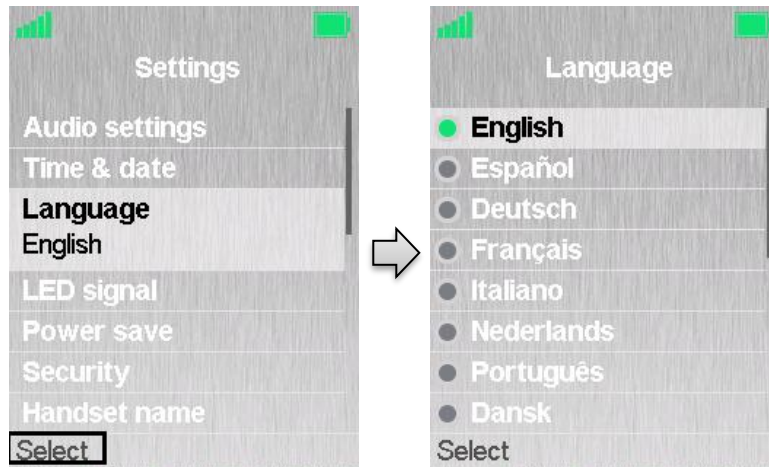 Settings
Audio settings
Time & date
Language
English
LED signal
Power save
Security
Handset name
Select
Language
English
Español
Deutsch
Français
Italiano
Nederlands
Português
Dansk
Select